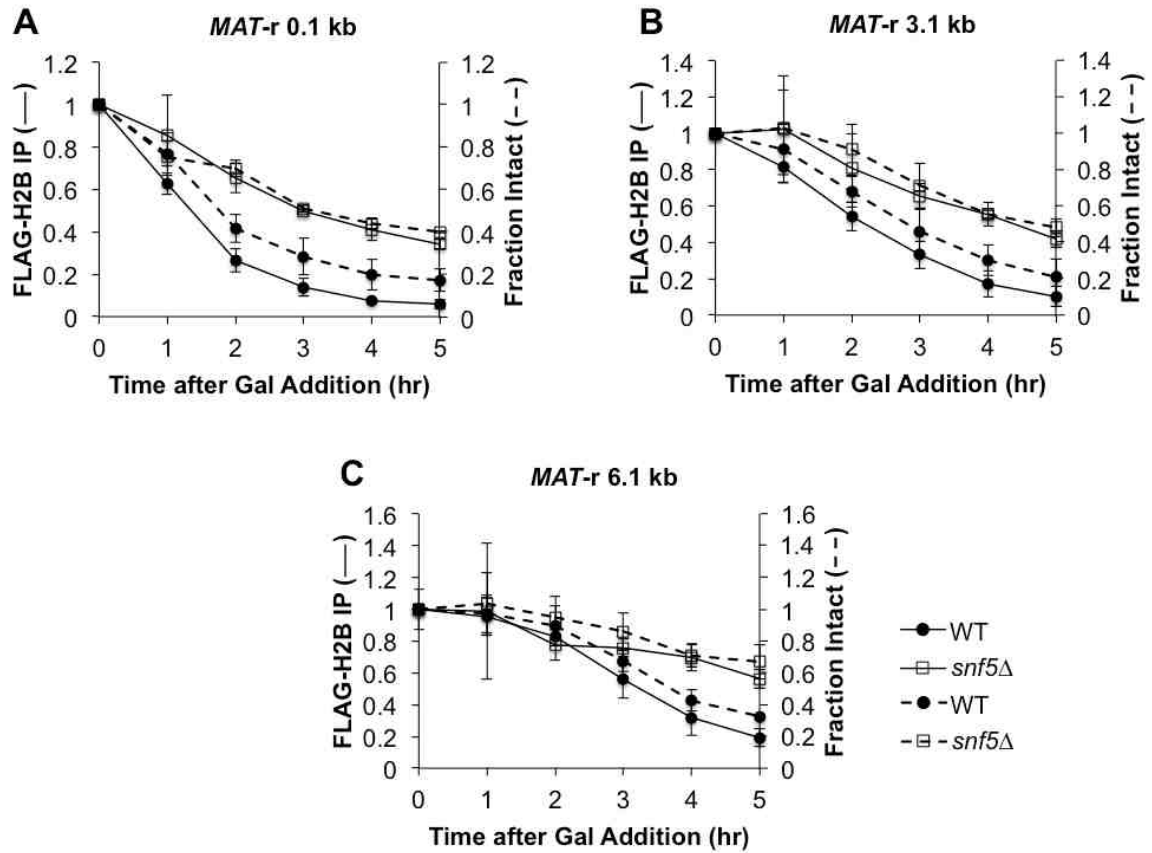 A
MAT-r 0.1 kb
FLAG-H2B IP (—)
1.2
1
0.8
0.6
0.4
0.2
0
1.2
1
0.8
0.6
0.4
0.2
0
Fraction Intact (– –)
0 1 2 3 4 5
Time after Gal Addition (hr)
B
MAT-r 3.1 kb
FLAG-H2B IP (—)
1.4
1.2
1
0.8
0.6
0.4
0.2
0
1.4
1.2
1
0.8
0.6
0.4
0.2
0
Fraction Intact (– –)
0 1 2 3 4 5
Time after Gal Addition (hr)
C
MAT-r 6.1 kb
FLAG-H2B IP (—)
1.6
1.4
1.2
1
0.8
0.6
0.4
0.2
0
1.6
1.4
1.2
1
0.8
0.6
0.4
0.2
0
Fraction Intact (– –)
0 1 2 3 4 5
Time after Gal Addition (hr)
WT
snf5Δ
WT
snf5Δ